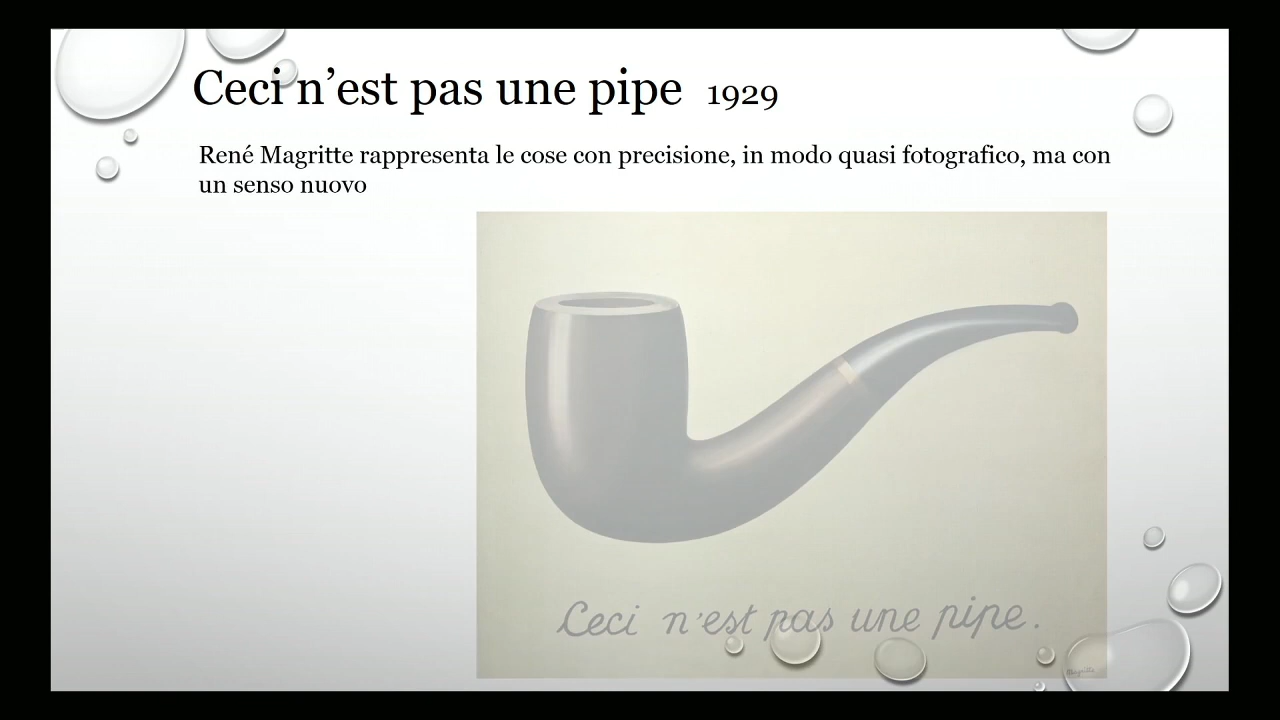 Ceci n’est pas une pipe 1929
René Magritte rappresenta le cose con precisione, in modo quasi fotografico, ma con
un senso nuovo
Ceci n’est pas une pipe.
Magritte